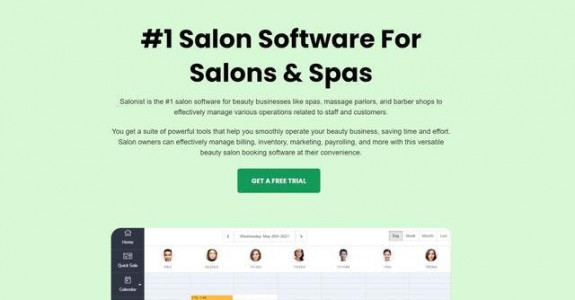 #1 Salon Software For
Salons & Spas
Salonist is the #1 salon software for beauty businesses like spas, massage parlors, and barber shops to
effectively manage various operations related to staff and customers.
You get a suite of powerful tools that help you smoothly operate your beauty business, saving time and effort.
Salon owners can effectively manage billing, inventory, marketing, payrolling, and more with this versatile
beauty salon booking software at their convenience.
GET A FREE TRIAL
Home
Day Week Month List
Quick Sale
Calendar